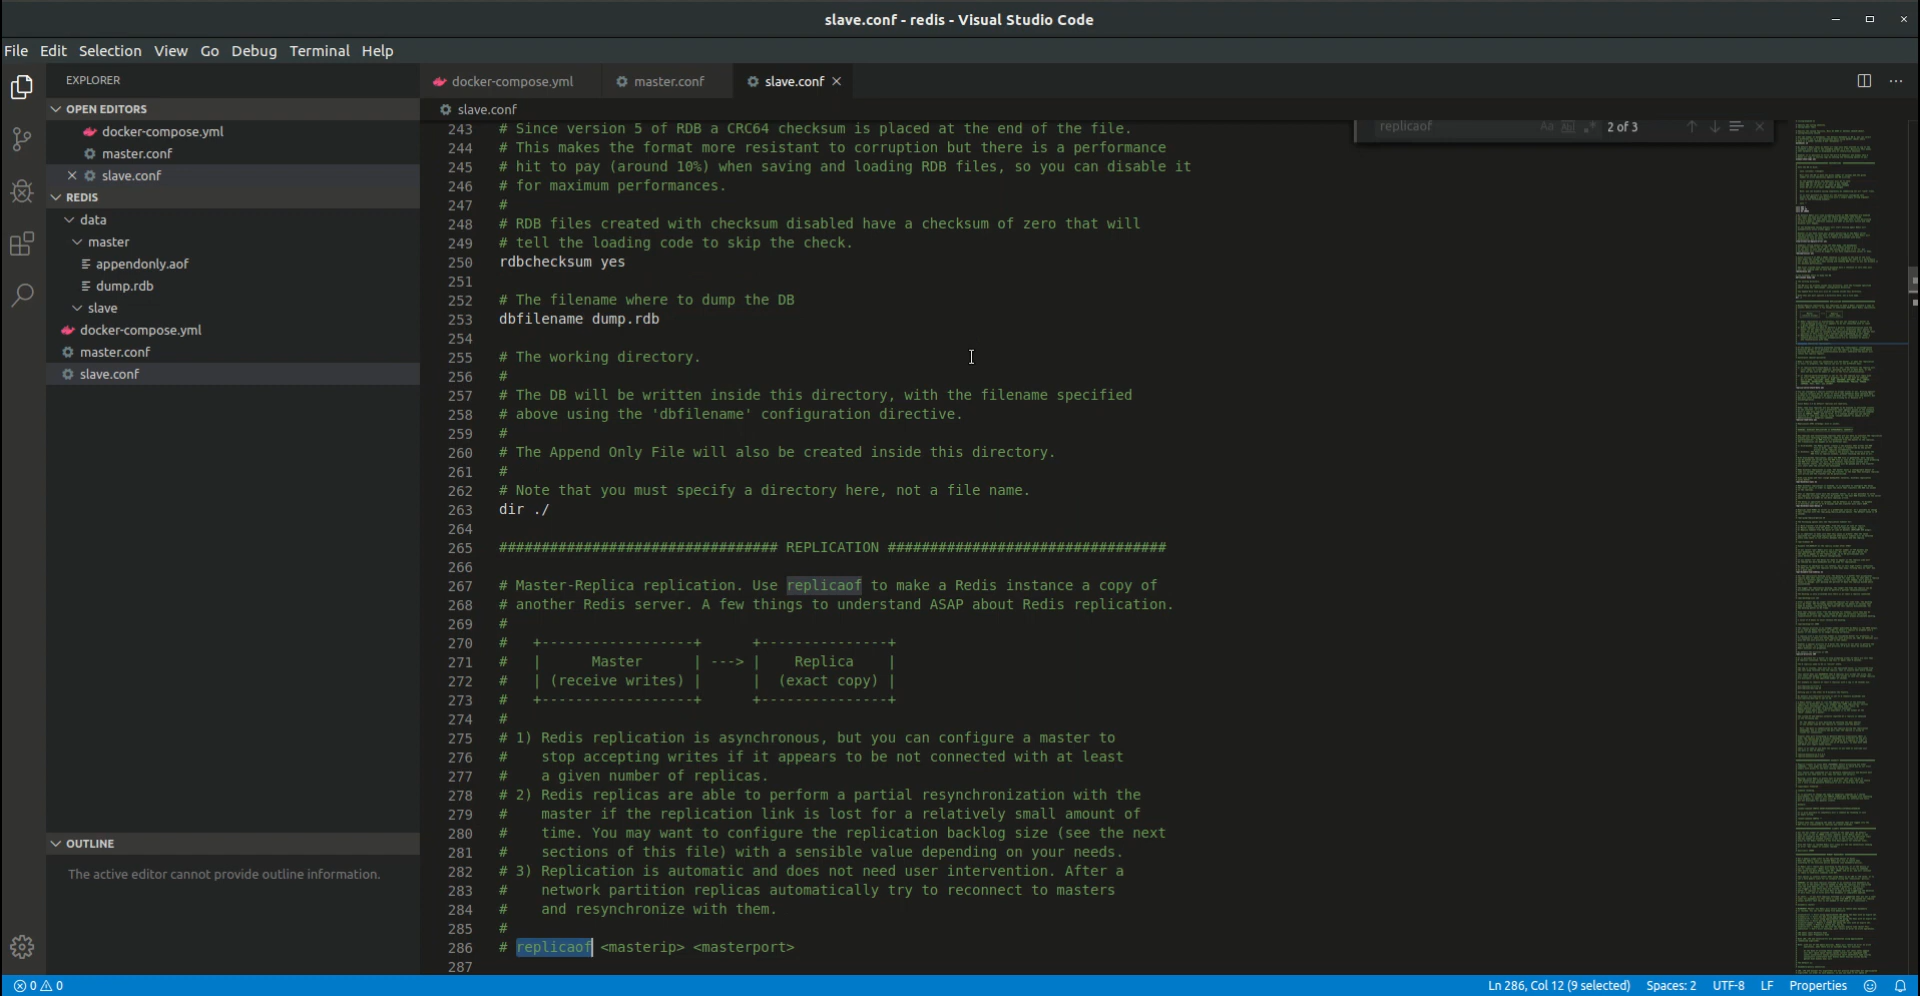 slave.conf - redis - Visual Studio Code
File Edit Selection View Go Debug Terminal Help
EXPLORER
OPEN EDITORS
docker-compose.yml
master.conf
slave.conf
REDIS
data
master
appendonly.aof
dump.rdb
slave
docker-compose.yml
master.conf
slave.conf
OUTLINE
The active editor cannot provide outline information.
docker-compose.yml master.conf slave.conf
slave.conf
replicaof Aa Ab| .* 2 of 3
243 # Since version 5 of RDB a CRC64 checksum is placed at the end of the file.
244 # This makes the format more resistant to corruption but there is a performance
245 # hit to pay (around 10%) when saving and loading RDB files, so you can disable it
246 # for maximum performances.
247 #
248 # RDB files created with checksum disabled have a checksum of zero that will
249 # tell the loading code to skip the check.
250 rdbchecksum yes
251
252 # The filename where to dump the DB
253 dbfilename dump.rdb
254
255 # The working directory.
256 #
257 # The DB will be written inside this directory, with the filename specified
258 # above using the 'dbfilename' configuration directive.
259 #
260 # The Append Only File will also be created inside this directory.
261 #
262 # Note that you must specify a directory here, not a file name.
263 dir ./
264
265 ################################# REPLICATION #################################
266
267 # Master-Replica replication. Use replicaof to make a Redis instance a copy of
268 # another Redis server. A few things to understand ASAP about Redis replication.
269 #
270 #   +------------------+      +---------------+
271 #   |      Master      | ---> |    Replica    |
272 #   | (receive writes) |      |  (exact copy) |
273 #   +------------------+      +---------------+
274 #
275 # 1) Redis replication is asynchronous, but you can configure a master to
276 #    stop accepting writes if it appears to be not connected with at least
277 #    a given number of replicas.
278 # 2) Redis replicas are able to perform a partial resynchronization with the
279 #    master if the replication link is lost for a relatively small amount of
280 #    time. You may want to configure the replication backlog size (see the next
281 #    sections of this file) with a sensible value depending on your needs.
282 # 3) Replication is automatic and does not need user intervention. After a
283 #    network partition replicas automatically try to reconnect to masters
284 #    and resynchronize with them.
285 #
286 # replicaof <masterip> <masterport>
287
0 0 Ln 286, Col 12 (9 selected) Spaces: 2 UTF-8 LF Properties